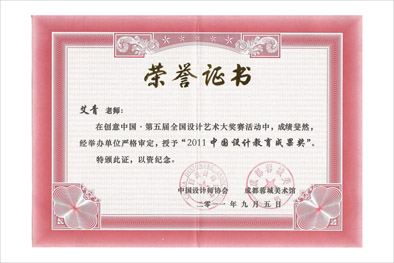 荣誉证书
艾青 老师：
在创意中国·第五届全国设计艺术大奖赛活动中，成绩斐然，
经举办单位严格审定，授予“2011中国设计教育成果奖”。
特颁此证，以资纪念。
中国设计师协会 成都蓉城美术馆
二零一一年九月五日